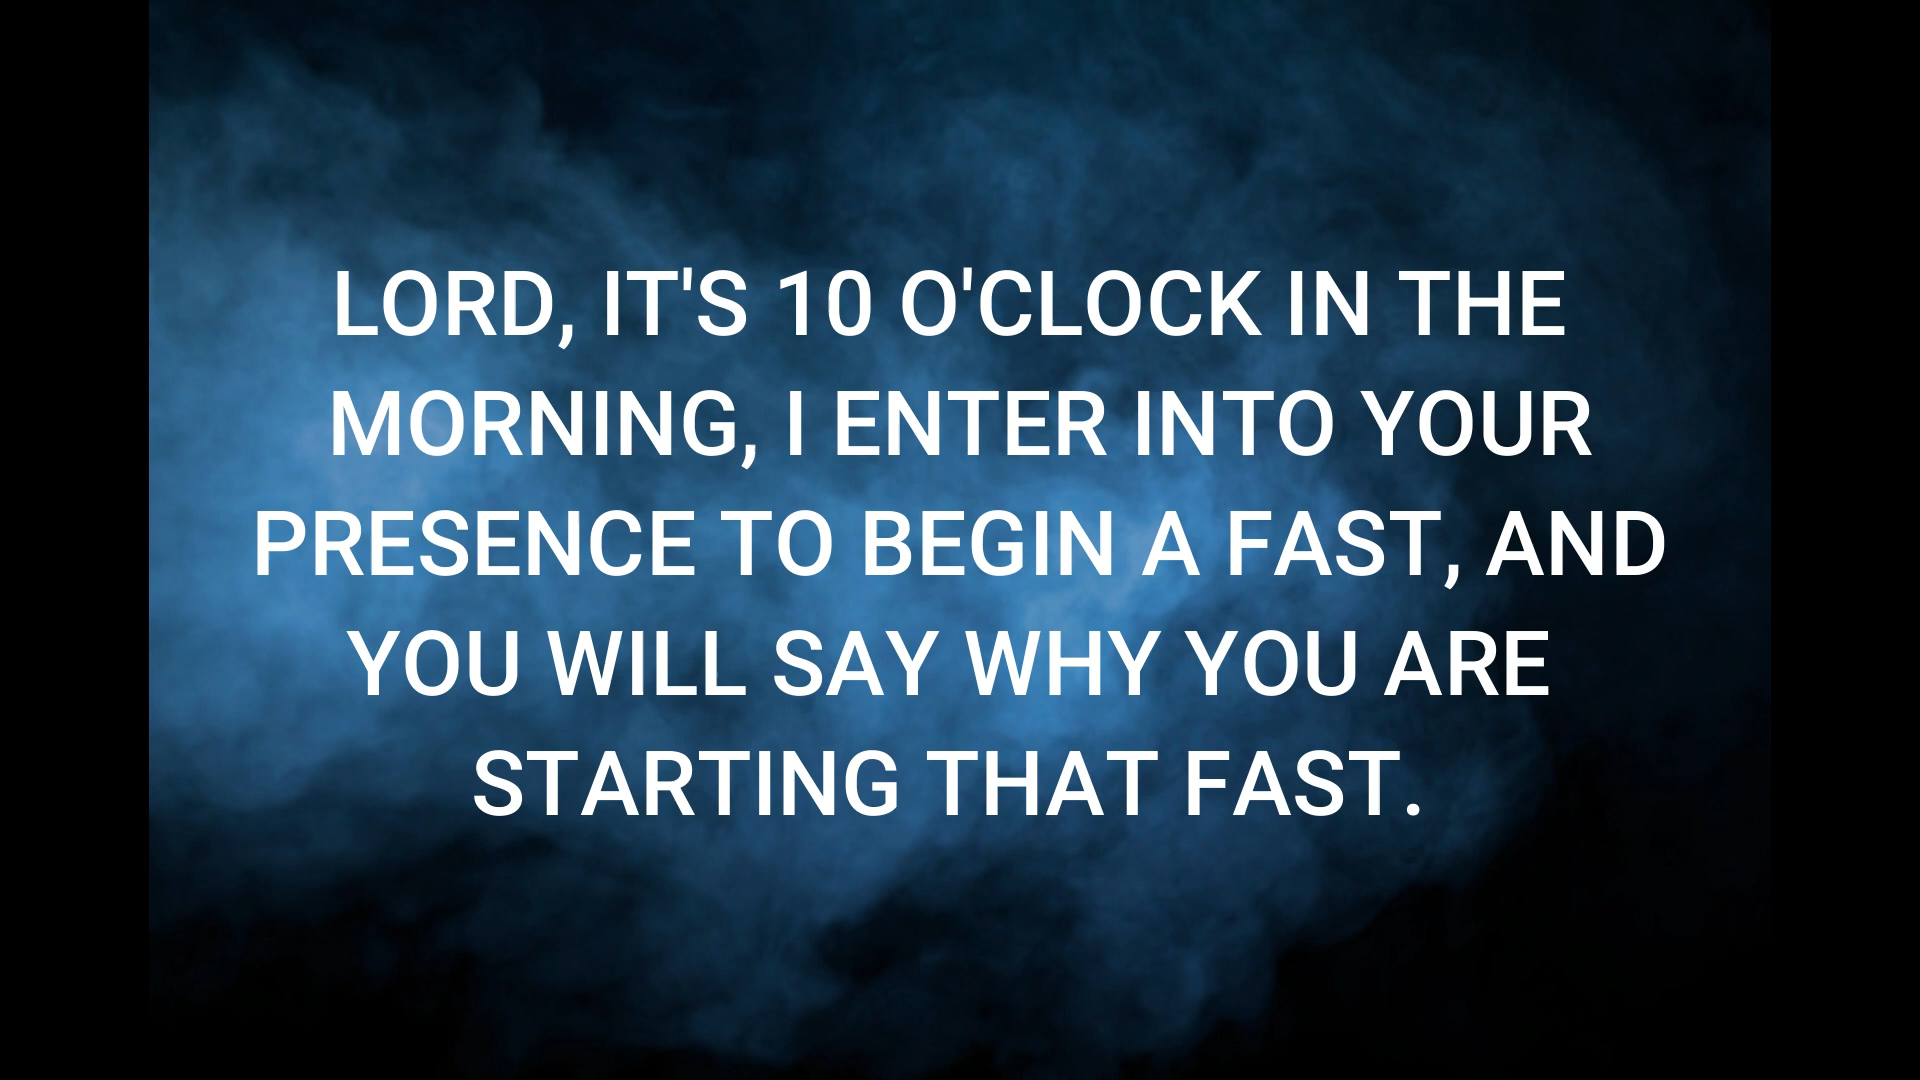 LORD, IT'S 10 O'CLOCK IN THE
MORNING, I ENTER INTO YOUR
PRESENCE TO BEGIN A FAST, AND
YOU WILL SAY WHY YOU ARE
STARTING THAT FAST.